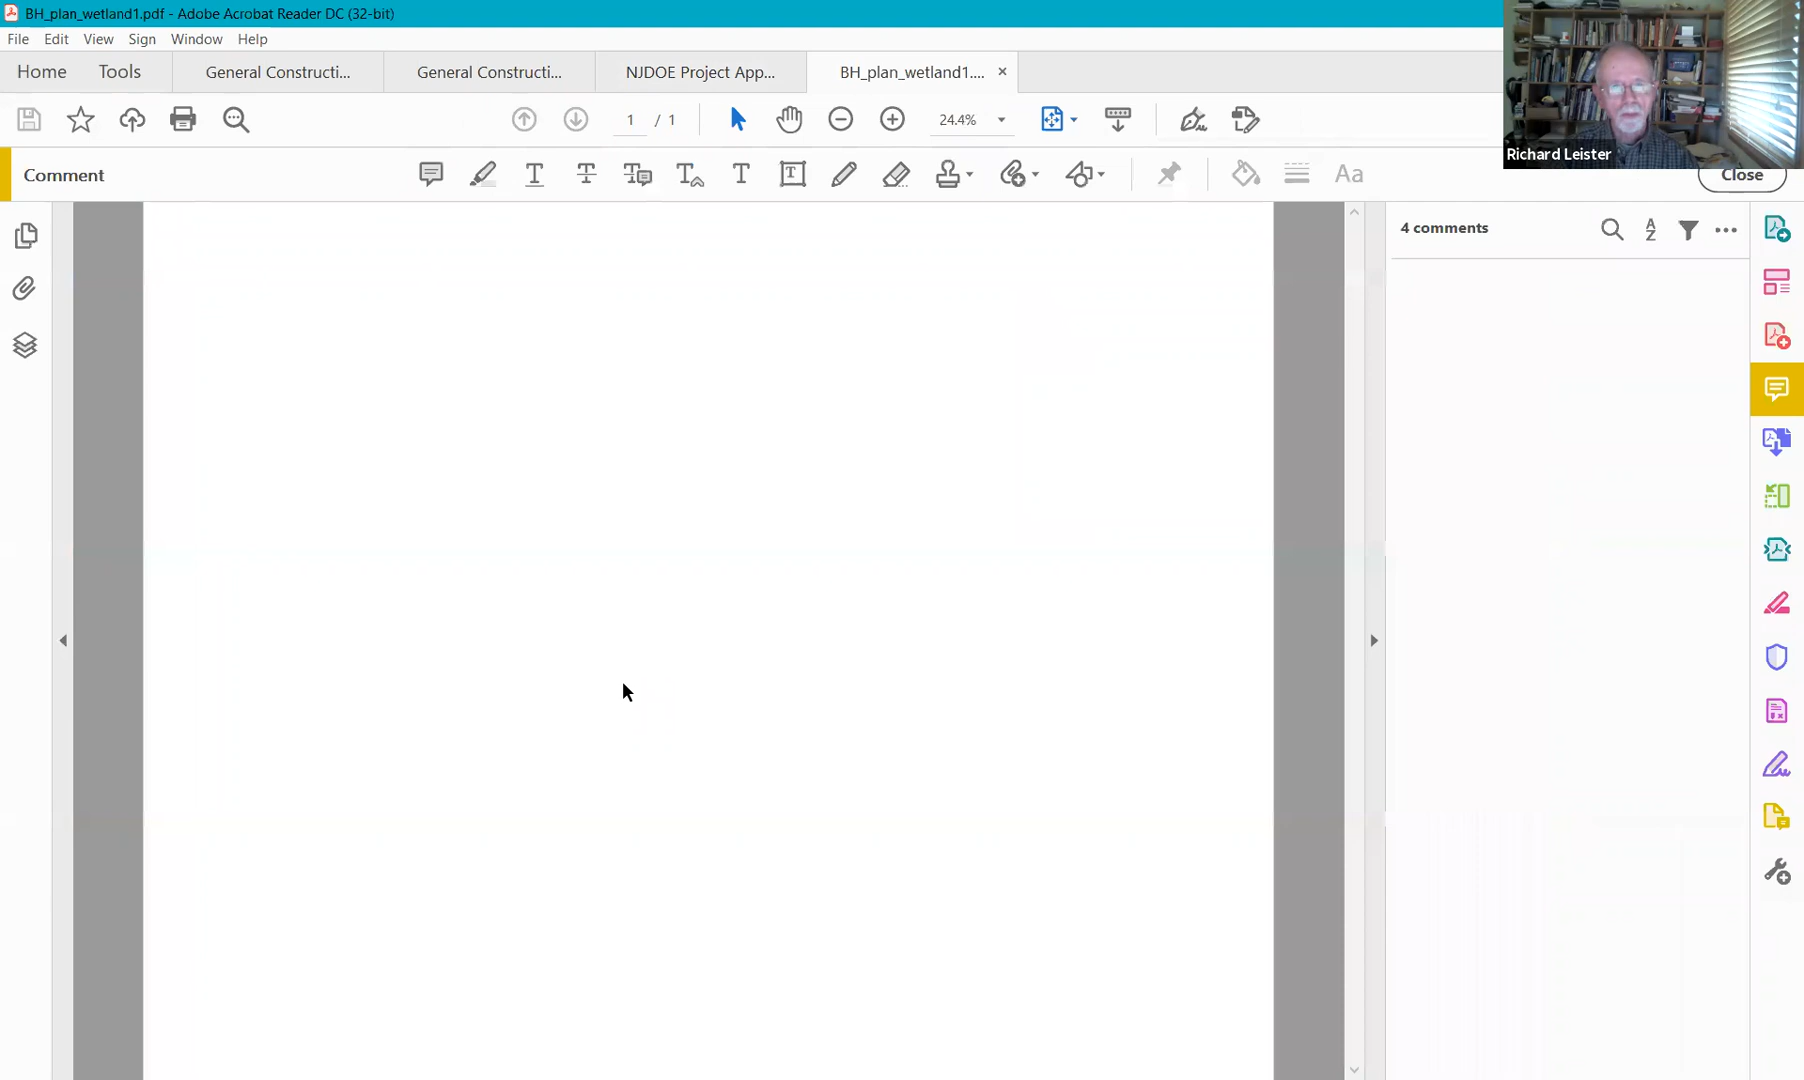 BH_plan_wetland1.pdf - Adobe Acrobat Reader DC (32-bit)
File Edit View Sign Window Help
Home Tools General Constructi... General Constructi... NJDOE Project App... BH_plan_wetland1.... ×
1 / 1 24.4%
Richard Leister
Comment Aa Close
4 comments A Z